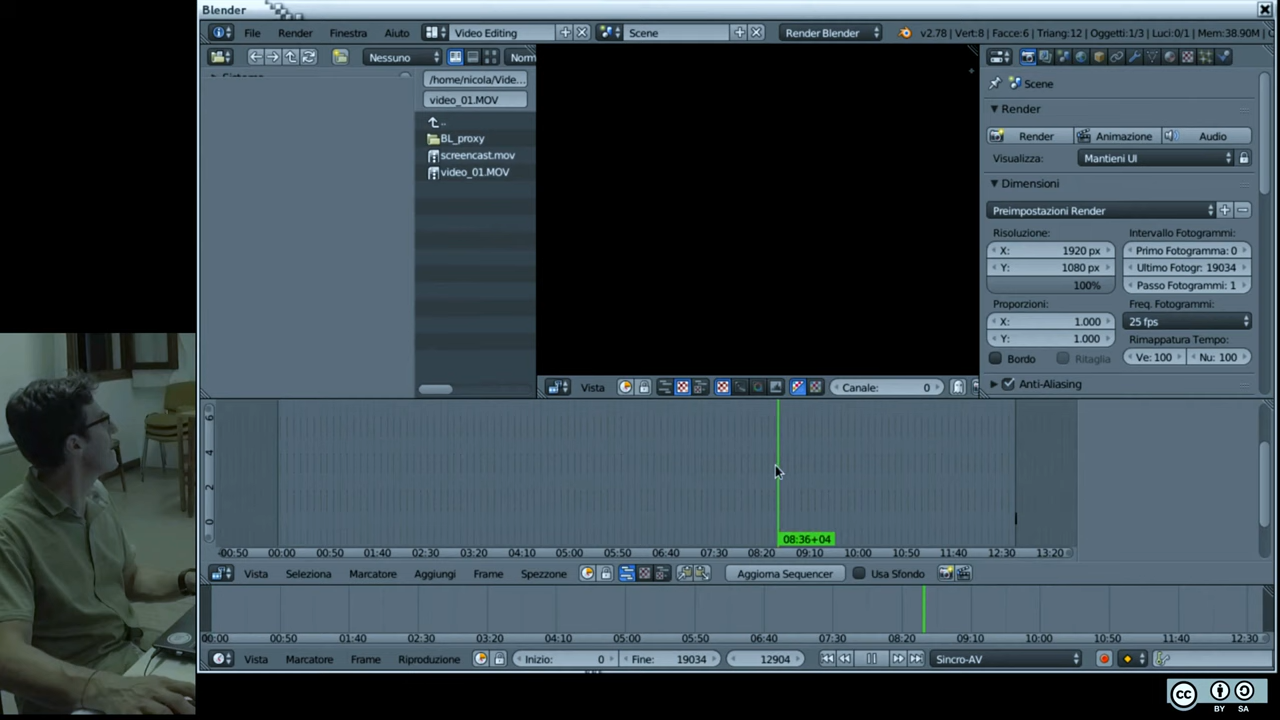 Blender
File Render Finestra Aiuto Video Editing Scene Render Blender v2.78 | Vert:8 | Facce:6 | Triang:12 | Oggetti:1/3 | Luci:0/1 | Mem:38.90M
Nessuno Norm
/home/nicola/Vide...
video_01.MOV
..
BL_proxy
screencast.mov
video_01.MOV
Vista Canale: 0
Scene
Render
Render Animazione Audio
Visualizza: Mantieni UI
Dimensioni
Preimpostazioni Render
Risoluzione: Intervallo Fotogrammi:
X: 1920 px Primo Fotogramma: 0
Y: 1080 px Ultimo Fotogr: 19034
100% Passo Fotogrammi: 1
Proporzioni: Freq. Fotogrammi:
X: 1.000 25 fps
Y: 1.000 Rimappatura Tempo:
Bordo Ritaglia Ve: 100 Nu: 100
Anti-Aliasing
6
4
2
0
08:36+04
00:50 00:00 00:50 01:40 02:30 03:20 04:10 05:00 05:50 06:40 07:30 08:20 09:10 10:00 10:50 11:40 12:30 13:20
Vista Seleziona Marcatore Aggiungi Frame Spezzone Aggiorna Sequencer Usa Sfondo
00:00 00:50 01:40 02:30 03:20 04:10 05:00 05:50 06:40 07:30 08:20 09:10 10:00 10:50 11:40 12:30
Vista Marcatore Frame Riproduzione Inizio: 0 Fine: 19034 12904 Sincro-AV
cc BY SA